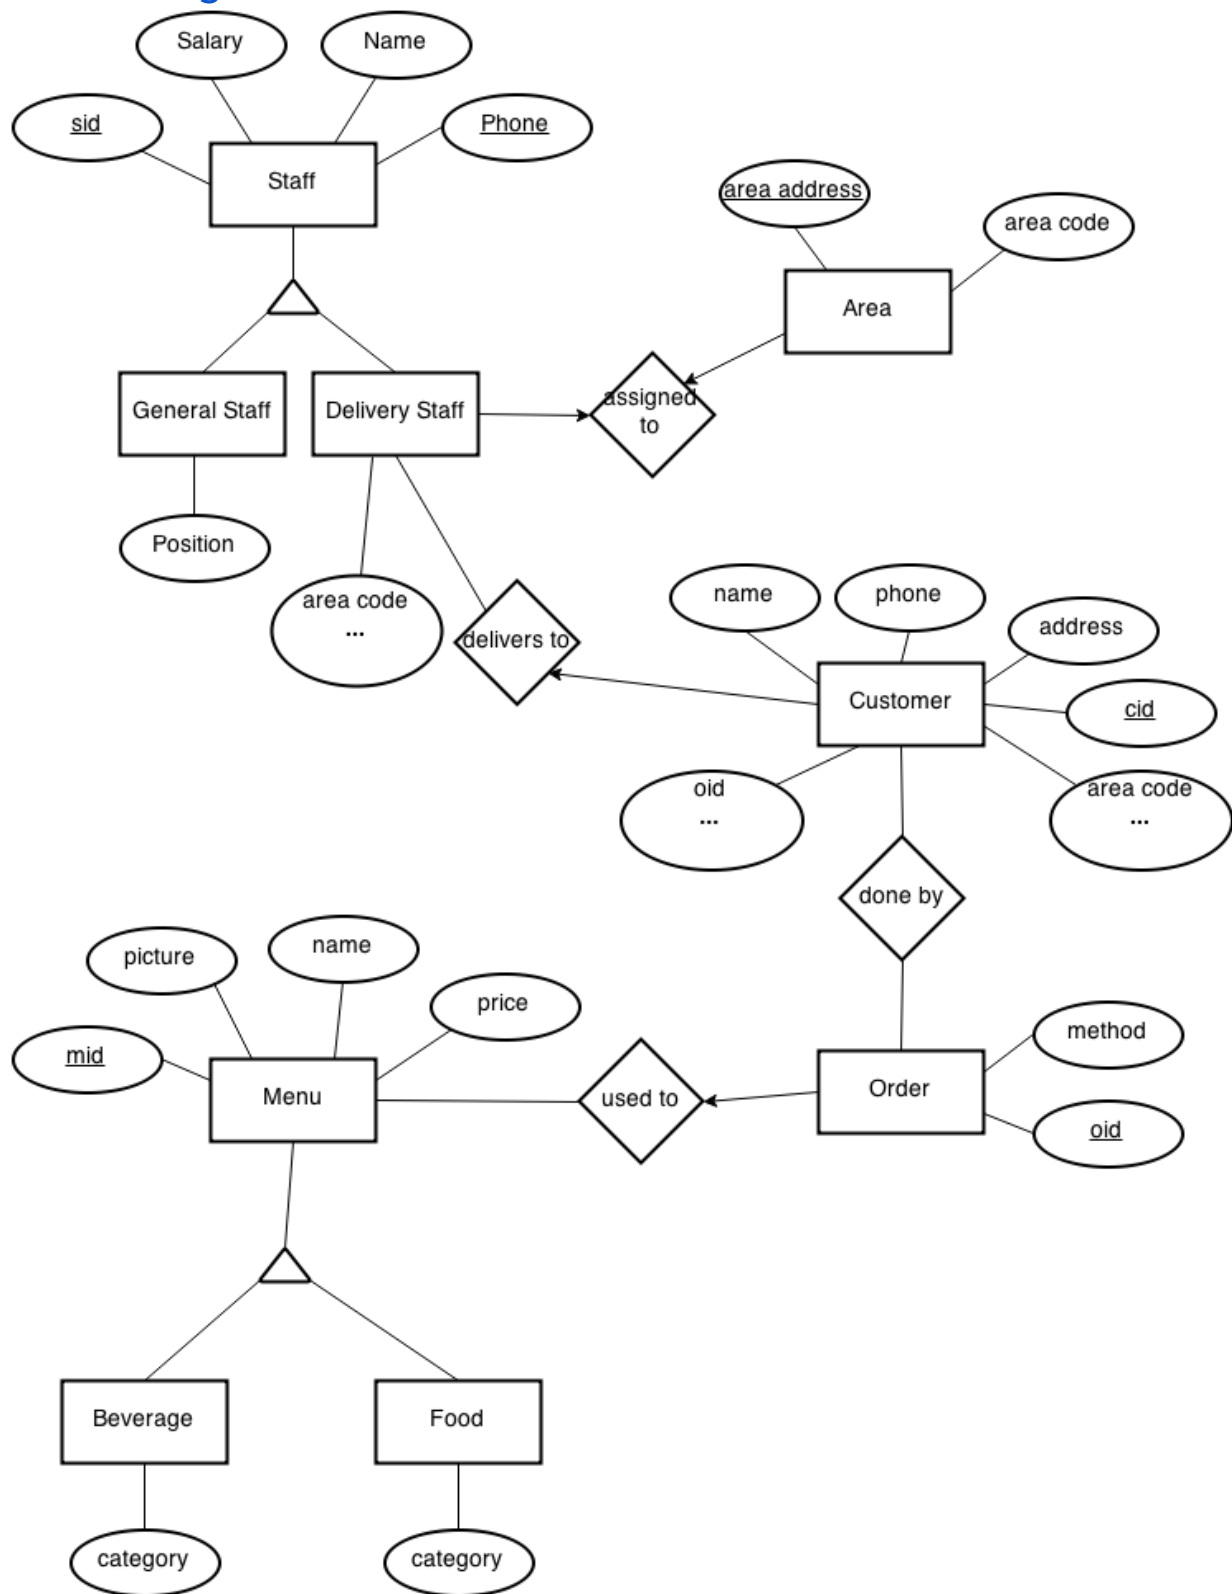 Salary
Name
sid
Phone
Staff
area address
area code
Area
General Staff
Delivery Staff
assigned
to
Position
area code
...
delivers to
name
phone
address
Customer
cid
oid
...
area code
...
done by
picture
name
price
mid
Menu
used to
Order
method
oid
Beverage
Food
category
category